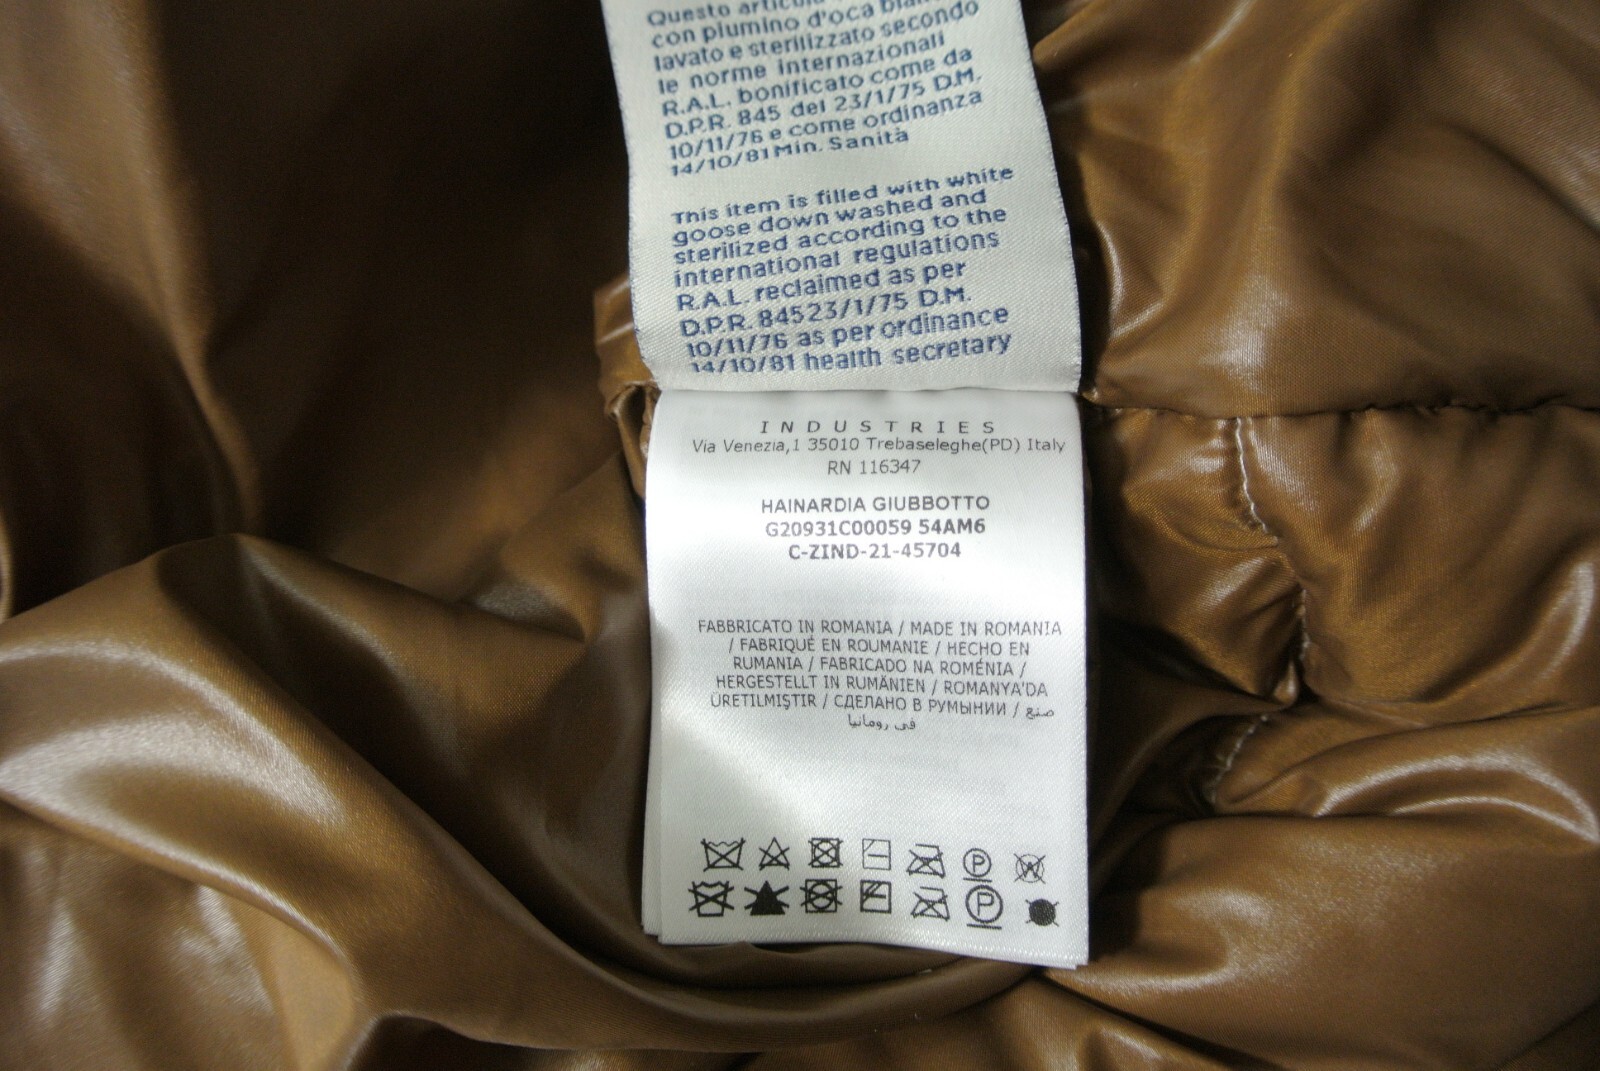 Questo articolo
con piumino d'oca
lavato e sterilizzato secondo
le norme internazionali
R.A.L. bonificato come da
D.P.R. 845 del 23/1/75 D.M.
10/11/76 e come ordinanza
14/10/81 Min. Sanità
This item is filled with white
goose down washed and
sterilized according to the
international regulations
R.A.L. reclaimed as per
D.P.R. 84523/1/75 D.M.
10/11/76 as per ordinance
14/10/81 health secretary
INDUSTRIES
Via Venezia,1 35010 Trebaseleghe(PD) Italy
RN 116347
HAINARDIA GIUBBOTTO
G20931C00059 54AM6
C-ZIND-21-45704
FABBRICATO IN ROMANIA / MADE IN ROMANIA
/ FABRIQUÉ EN ROUMANIE / HECHO EN
RUMANIA / FABRICADO NA ROMÉNIA /
HERGESTELLT IN RUMÄNIEN / ROMANYA'DA
ÜRETILMIŞTIR / СДЕЛАНО В РУМЫНИИ / صنع
في رومانيا
P W
P